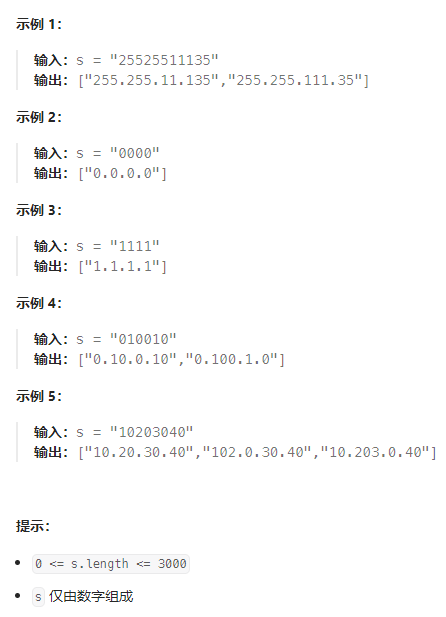 示例 1：
输入：s = "25525511135"
输出：["255.255.11.135","255.255.111.35"]
示例 2：
输入：s = "0000"
输出：["0.0.0.0"]
示例 3：
输入：s = "1111"
输出：["1.1.1.1"]
示例 4：
输入：s = "010010"
输出：["0.10.0.10","0.100.1.0"]
示例 5：
输入：s = "10203040"
输出：["10.20.30.40","102.0.30.40","10.203.0.40"]
提示：
• 0 <= s.length <= 3000
• s 仅由数字组成